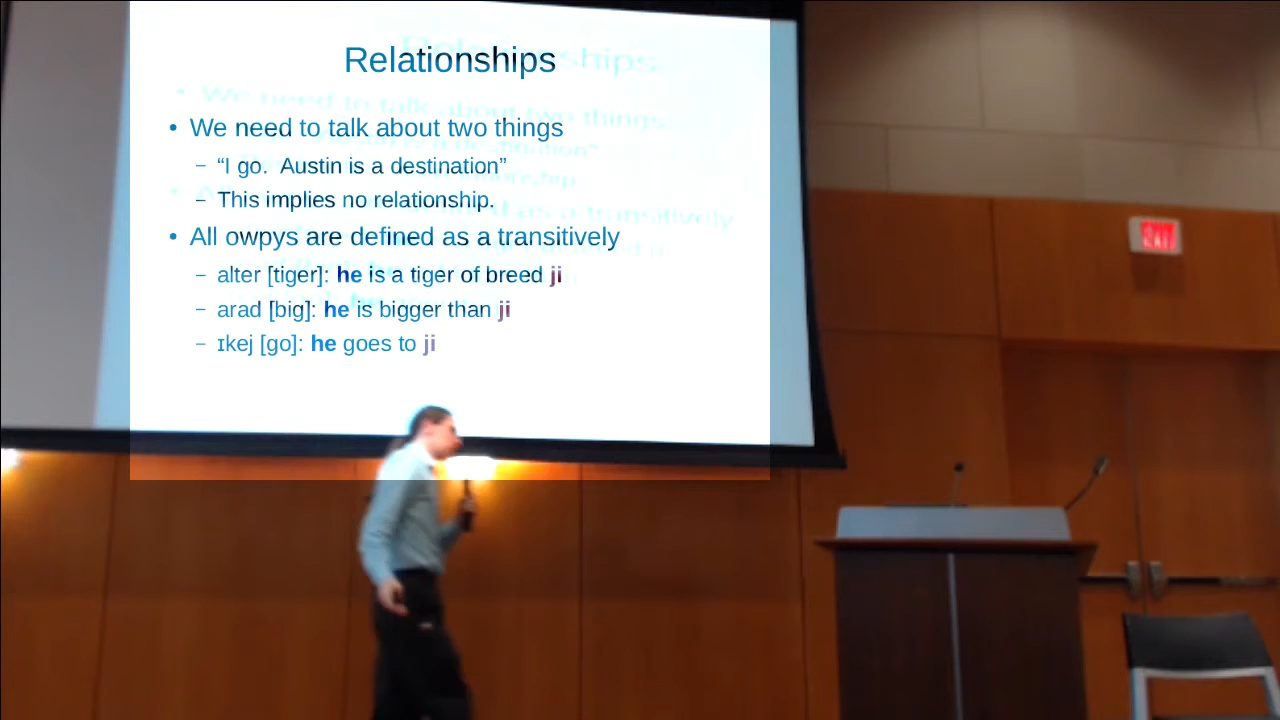 Relationships
• We need to talk about two things
– “I go.  Austin is a destination”
– This implies no relationship.
• All owpys are defined as a transitively
– alter [tiger]: he is a tiger of breed ji
– arad [big]: he is bigger than ji
– ɪkej [go]: he goes to ji
EXIT